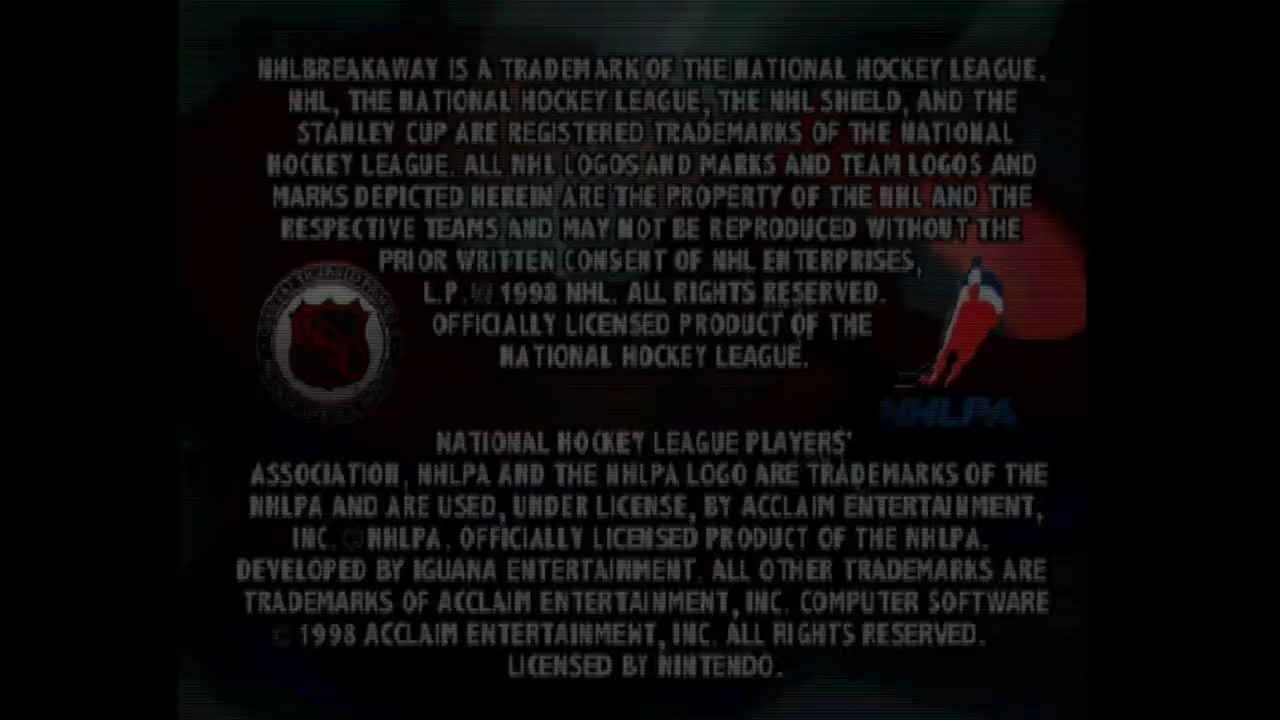 NHLBREAKAWAY IS A TRADEMARK OF THE NATIONAL HOCKEY LEAGUE.
NHL, THE NATIONAL HOCKEY LEAGUE, THE NHL SHIELD, AND THE
STANLEY CUP ARE REGISTERED TRADEMARKS OF THE NATIONAL
HOCKEY LEAGUE. ALL NHL LOGOS AND MARKS AND TEAM LOGOS AND
MARKS DEPICTED HEREIN ARE THE PROPERTY OF THE NHL AND THE
RESPECTIVE TEAMS AND MAY NOT BE REPRODUCED WITHOUT THE
PRIOR WRITTEN CONSENT OF NHL ENTERPRISES,
L.P. © 1998 NHL. ALL RIGHTS RESERVED.
OFFICIALLY LICENSED PRODUCT OF THE
NATIONAL HOCKEY LEAGUE.
NHLPA
NATIONAL HOCKEY LEAGUE PLAYERS'
ASSOCIATION, NHLPA AND THE NHLPA LOGO ARE TRADEMARKS OF THE
NHLPA AND ARE USED, UNDER LICENSE, BY ACCLAIM ENTERTAINMENT,
INC. © NHLPA. OFFICIALLY LICENSED PRODUCT OF THE NHLPA.
DEVELOPED BY IGUANA ENTERTAINMENT. ALL OTHER TRADEMARKS ARE
TRADEMARKS OF ACCLAIM ENTERTAINMENT, INC. COMPUTER SOFTWARE
© 1998 ACCLAIM ENTERTAINMENT, INC. ALL RIGHTS RESERVED.
LICENSED BY NINTENDO.